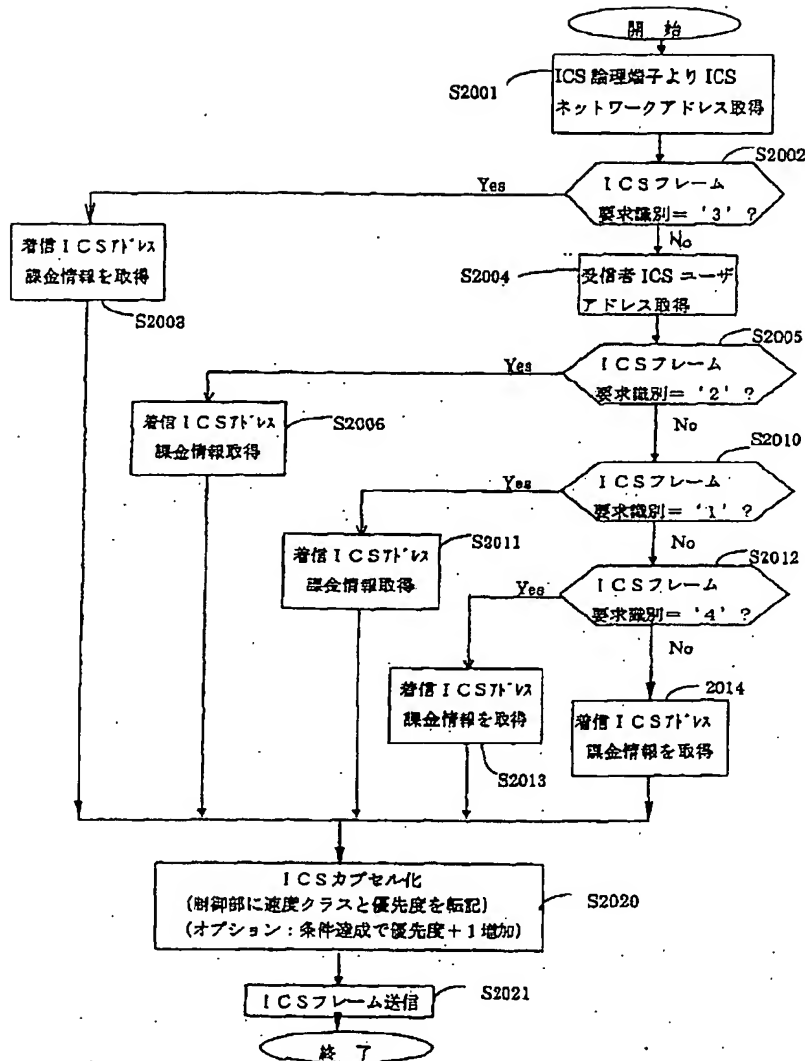 開 始
S2001
ICS論理端子よりICS
ネットワークアドレス取得
S2002
ICSフレーム
要求識別= '3' ?
Yes
No
着信ICSアドレス
課金情報を取得
S2003
S2004
受信者ICSユーザ
アドレス取得
S2005
ICSフレーム
要求識別= '2' ?
Yes
No
着信ICSアドレス
課金情報取得
S2006
S2010
ICSフレーム
要求識別= '1' ?
Yes
No
着信ICSアドレス
課金情報取得
S2011
S2012
ICSフレーム
要求識別= '4' ?
Yes
No
着信ICSアドレス
課金情報を取得
S2013
2014
着信ICSアドレス
課金情報を取得
ICSカプセル化
(制御部に速度クラスと優先度を転記)
(オプション:条件達成で優先度+1増加)
S2020
ICSフレーム送信
S2021
終 了